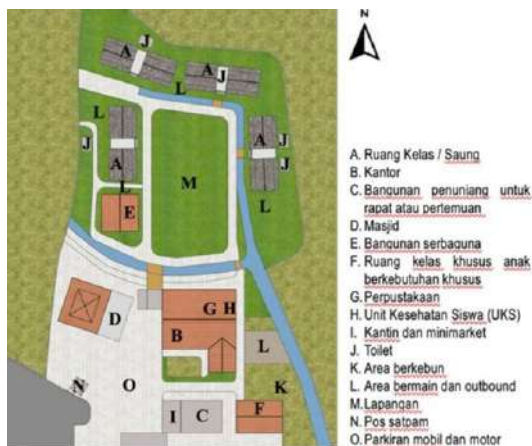 N
J
A
A
J
L
L
A
J
J
J
A
M
L
E
L
G H
D
B
L
N
O
K
I
C
F
A. Ruang Kelas / Saung
B. Kantor
C. Bangunan penunjang untuk
rapat atau pertemuan
D. Masjid
E. Bangunan serbaguna
F. Ruang kelas khusus anak
berkebutuhan khusus
G. Perpustakaan
H. Unit Kesehatan Siswa (UKS)
I. Kantin dan minimarket
J. Toilet
K. Area berkebun
L. Area bermain dan outbound
M. Lapangan
N. Pos satpam
O. Parkiran mobil dan motor